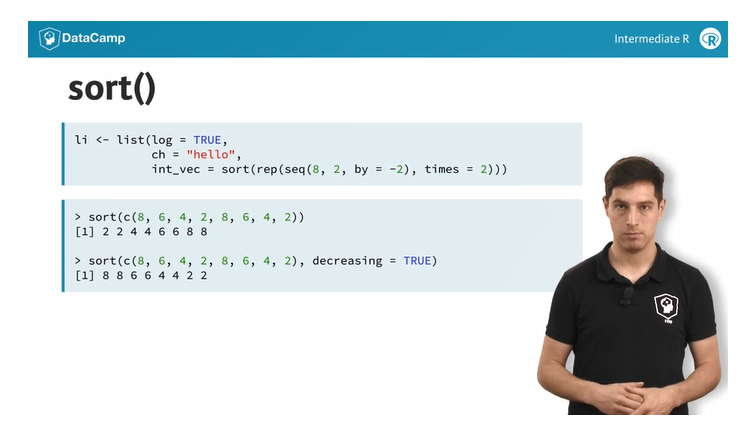 DataCamp
Intermediate R
R
sort()
li <- list(log = TRUE,
ch = "hello",
int_vec = sort(rep(seq(8, 2, by = -2), times = 2)))
> sort(c(8, 6, 4, 2, 8, 6, 4, 2))
[1] 2 2 4 4 6 6 8 8
> sort(c(8, 6, 4, 2, 8, 6, 4, 2), decreasing = TRUE)
[1] 8 8 6 6 4 4 2 2